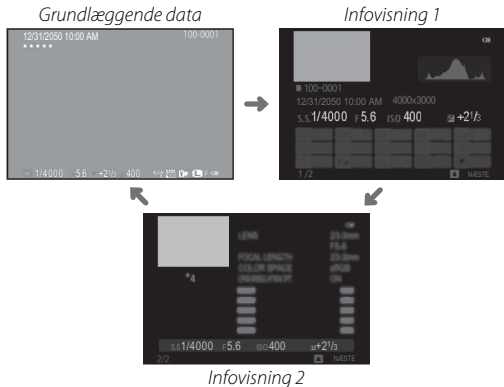 Grundlæggende data
12/31/2050 10:00 AM 100-0001
★★★★★
1/4000 5.6 +2 1/3 400 L F
Infovisning 1
100-0001
12/31/2050 10:00 AM 4000x3000
S.S.1/4000 F5.6 ISO 400 +2 1/3
1/2 NÆSTE
LENS 23.0mm
F5.6
FOCAL LENGTH 23.0mm
COLOR SPACE sRGB
ON
*4
S.S 1/4000 F5.6 ISO 400 +2 1/3
2/2 NÆSTE
Infovisning 2